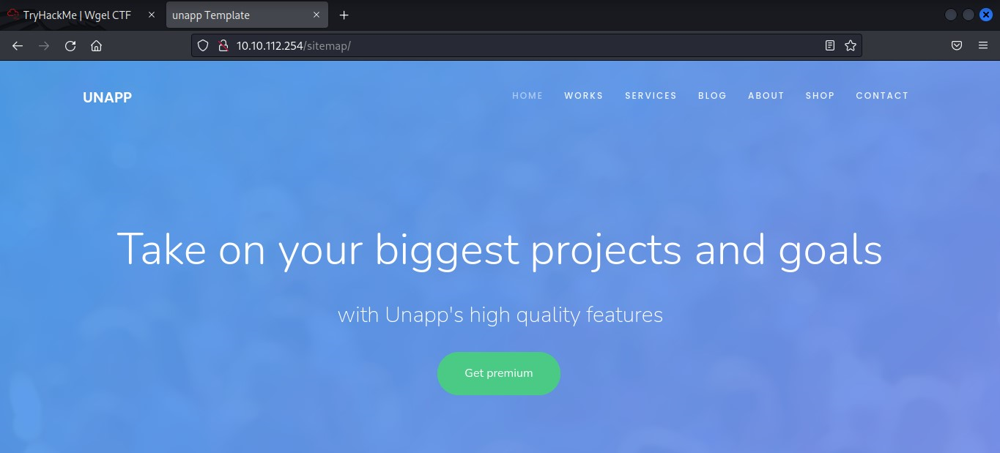 TryHackMe | Wgel CTF
unapp Template
10.10.112.254/sitemap/
UNAPP
HOME WORKS SERVICES BLOG ABOUT SHOP CONTACT
Take on your biggest projects and goals
with Unapp's high quality features
Get premium